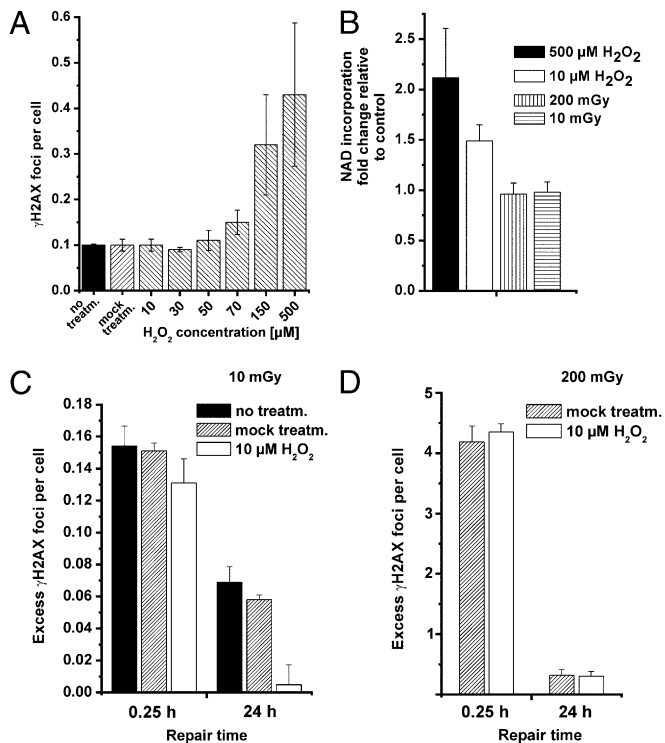 A
γH2AX foci per cell
0.6
0.5
0.4
0.3
0.2
0.1
0.0
no treatm.
mock treatm.
10
30
50
70
150
500
H2O2 concentration [µM]
B
NAD incorporation
fold change relative
to control
2.5
2.0
1.5
1.0
0.5
0.0
500 µM H2O2
10 µM H2O2
200 mGy
10 mGy
C
10 mGy
Excess γH2AX foci per cell
0.18
0.16
0.14
0.12
0.10
0.08
0.06
0.04
0.02
0.00
no treatm.
mock treatm.
10 µM H2O2
0.25 h
24 h
Repair time
D
200 mGy
Excess γH2AX foci per cell
5
4
3
2
1
mock treatm.
10 µM H2O2
0.25 h
24 h
Repair time